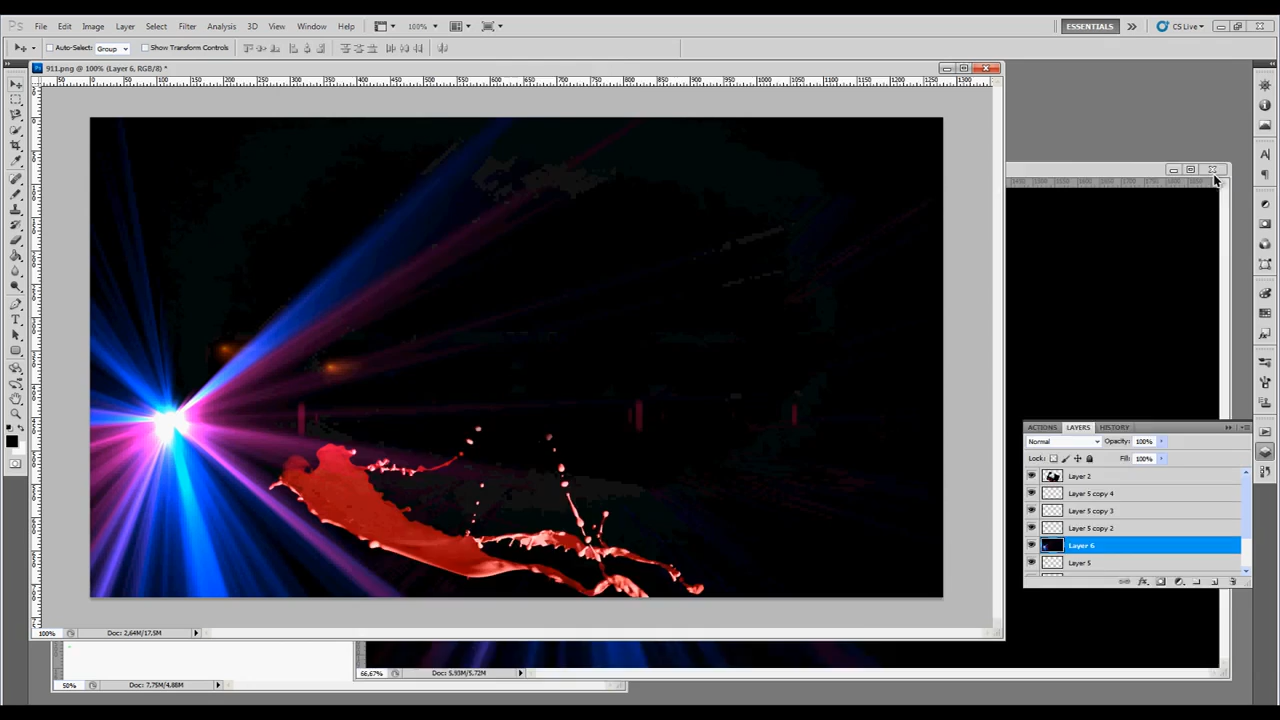 Ps File Edit Image Layer Select Filter Analysis 3D View Window Help 100% ESSENTIALS CS Live
Auto-Select: Group Show Transform Controls
911.png @ 100% (Layer 6, RGB/8) *
ACTIONS LAYERS HISTORY
Normal Opacity: 100%
Lock: Fill: 100%
Layer 2
Layer 5 copy 4
Layer 5 copy 3
Layer 5 copy 2
Layer 6
Layer 5
100% Doc: 2,64M/17,5M
66,67% Doc: 5,93M/5,72M
50% Doc: 7,75M/4,88M